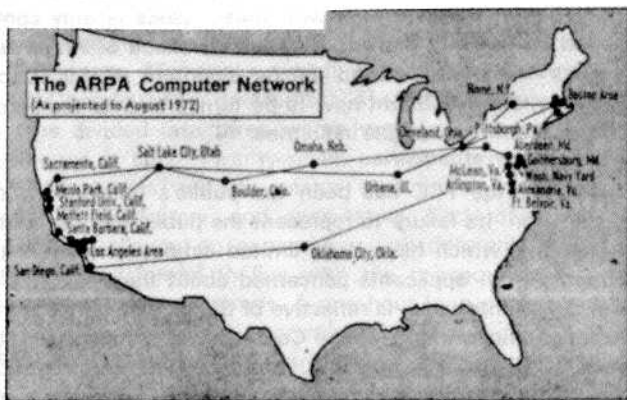 The ARPA Computer Network
(As projected to August 1972)
Rome, N.Y.
Boston Area
Cleveland, Ohio
Pittsburgh, Pa.
Aberdeen, Md.
Gaithersburg, Md.
Wash. Navy Yard
McLean, Va.
Arlington, Va.
Alexandria, Va.
Ft. Belvoir, Va.
Omaha, Neb.
Salt Lake City, Utah
Sacramento, Calif.
Boulder, Colo.
Urbana, Ill.
Menlo Park, Calif.
Stanford Univ., Calif.
Moffett Field, Calif.
Santa Barbara, Calif.
Los Angeles Area
San Diego, Calif.
Oklahoma City, Okla.